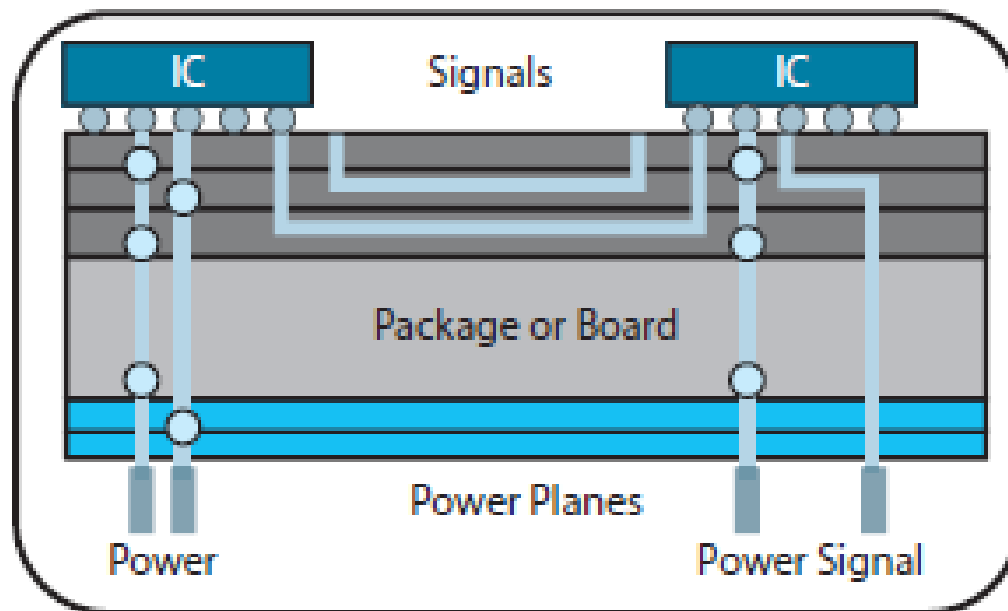 IC
Signals
IC
Package or Board
Power Planes
Power
Power Signal